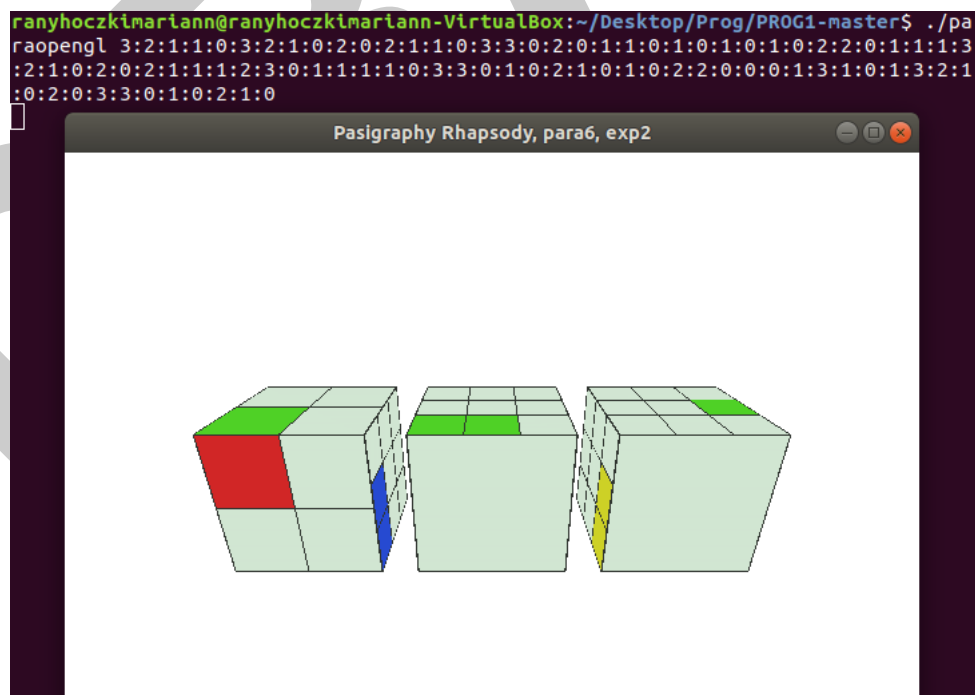 ranyhoczkimariann@ranyhoczkimariann-VirtualBox:~/Desktop/Prog/PROG1-master$ ./pa
raopengl 3:2:1:1:0:3:2:1:0:2:0:2:1:1:0:3:3:0:2:0:1:1:0:1:0:1:0:1:0:2:2:0:1:1:1:3
:2:1:0:2:0:2:1:1:1:2:3:0:1:1:1:1:0:3:3:0:1:0:2:1:0:1:0:2:2:0:0:0:1:3:1:0:1:3:2:1
:0:2:0:3:3:0:1:0:2:1:0
Pasigraphy Rhapsody, para6, exp2